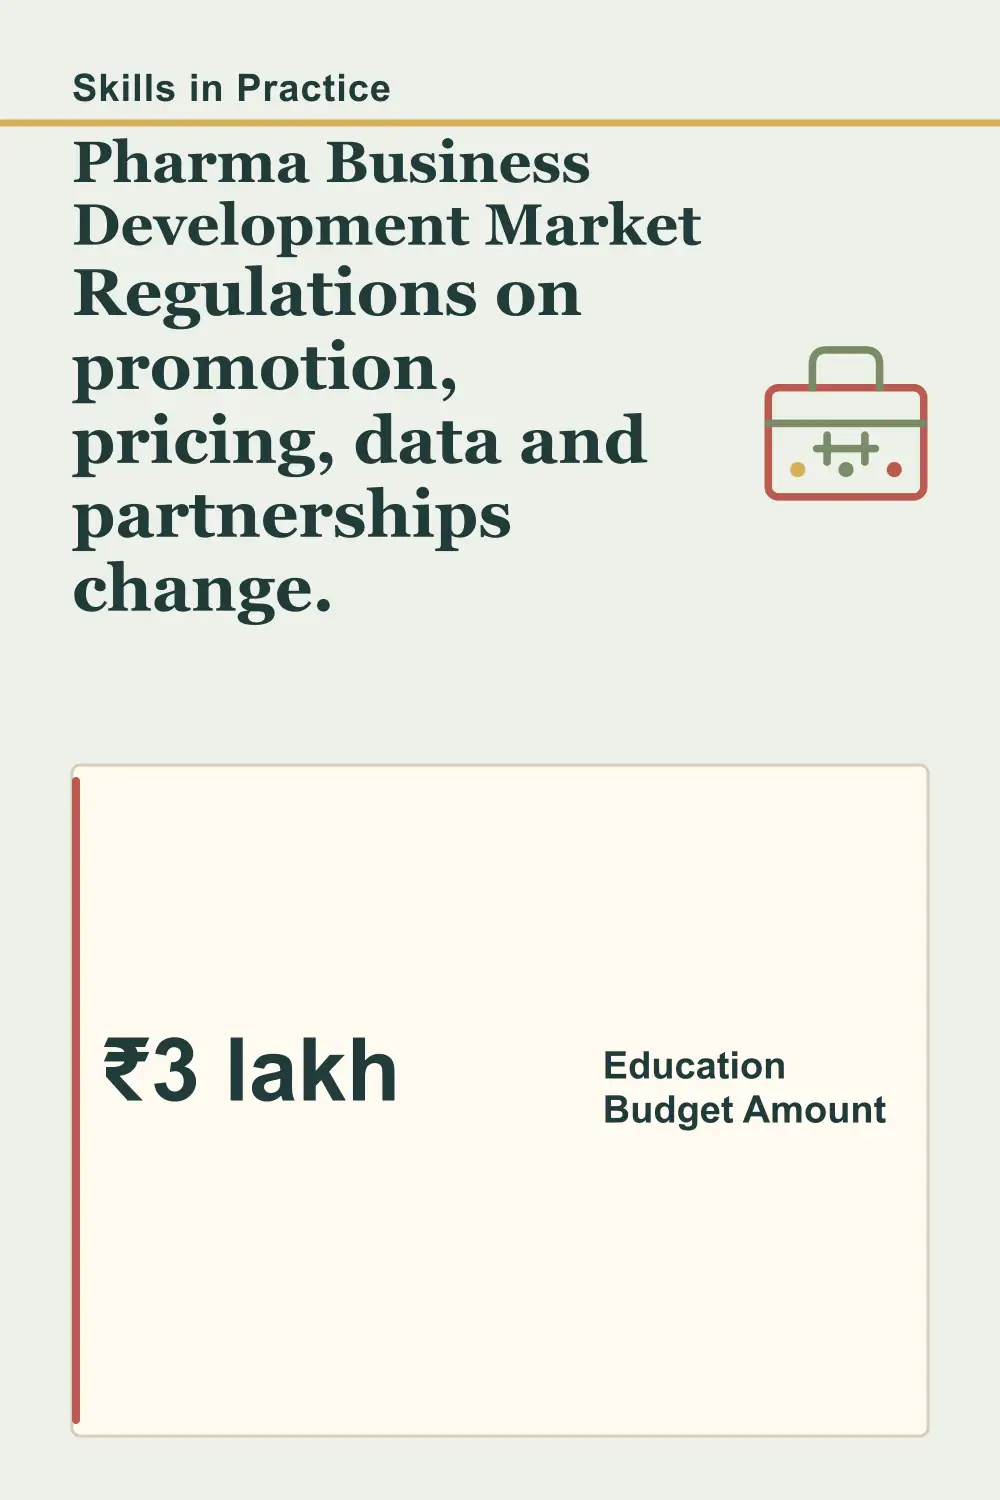 Skills in Practice
Pharma Business
Development Market
Regulations on
promotion,
pricing, data and
partnerships
change.
₹3 lakh
Education
Budget Amount